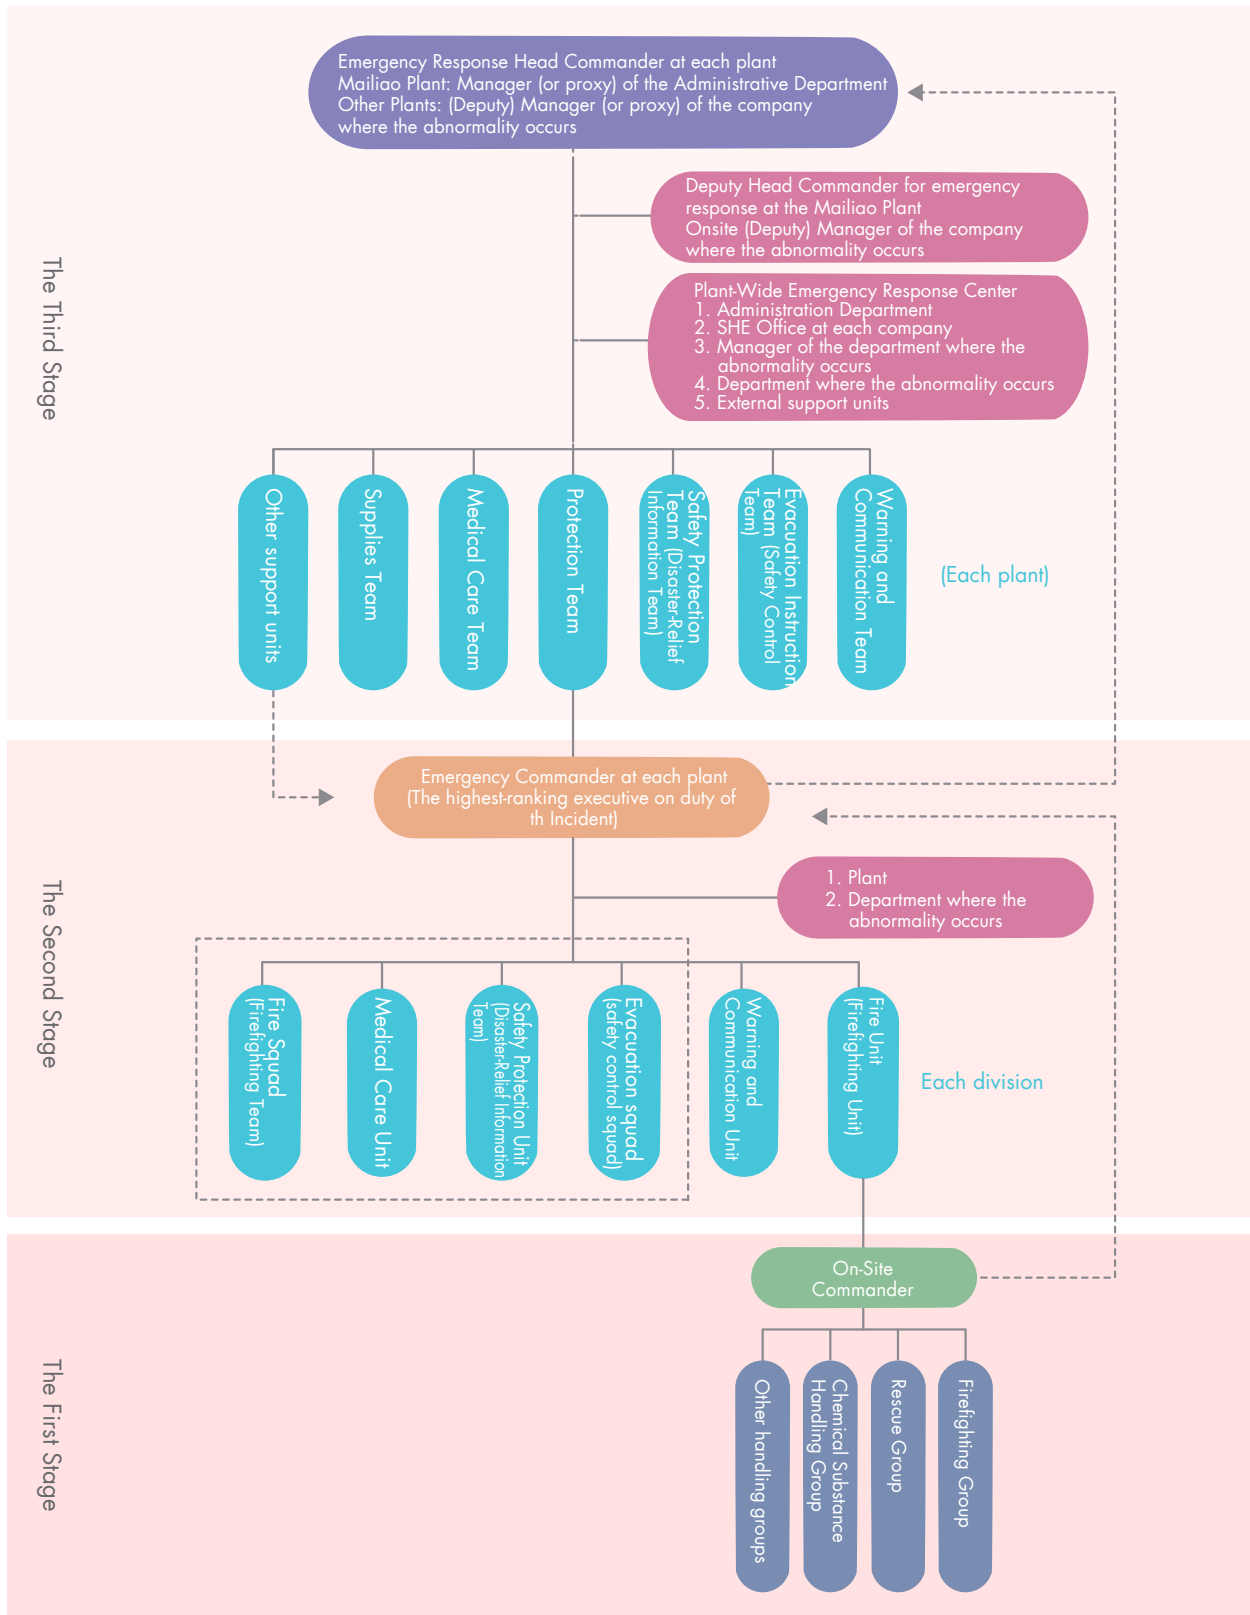 Emergency Response Head Commander at each plant
Mailiao Plant: Manager (or proxy) of the Administrative Department
Other Plants: (Deputy) Manager (or proxy) of the company
where the abnormality occurs
Deputy Head Commander for emergency
response at the Mailiao Plant
Onsite (Deputy) Manager of the company
where the abnormality occurs
Plant-Wide Emergency Response Center
1. Administration Department
2. SHE Office at each company
3. Manager of the department where the
abnormality occurs
4. Department where the abnormality occurs
5. External support units
The Third Stage
Other support units
Supplies Team
Medical Care Team
Protection Team
Safety Protection
Team (Disaster-Relief
Information Team)
Evacuation Instruction
Team (Safety Control
Team)
Warning and
Communication Team
(Each plant)
Emergency Commander at each plant
(The highest-ranking executive on duty of
th Incident)
1. Plant
2. Department where the
abnormality occurs
The Second Stage
Fire Squad
(Firefighting Team)
Medical Care Unit
Safety Protection Unit
(Disaster-Relief Information
Team)
Evacuation squad
(safety control squad)
Warning and
Communication Unit
Fire Unit
(Firefighting Unit)
Each division
On-Site
Commander
The First Stage
Other handling groups
Chemical Substance
Handling Group
Rescue Group
Firefighting Group